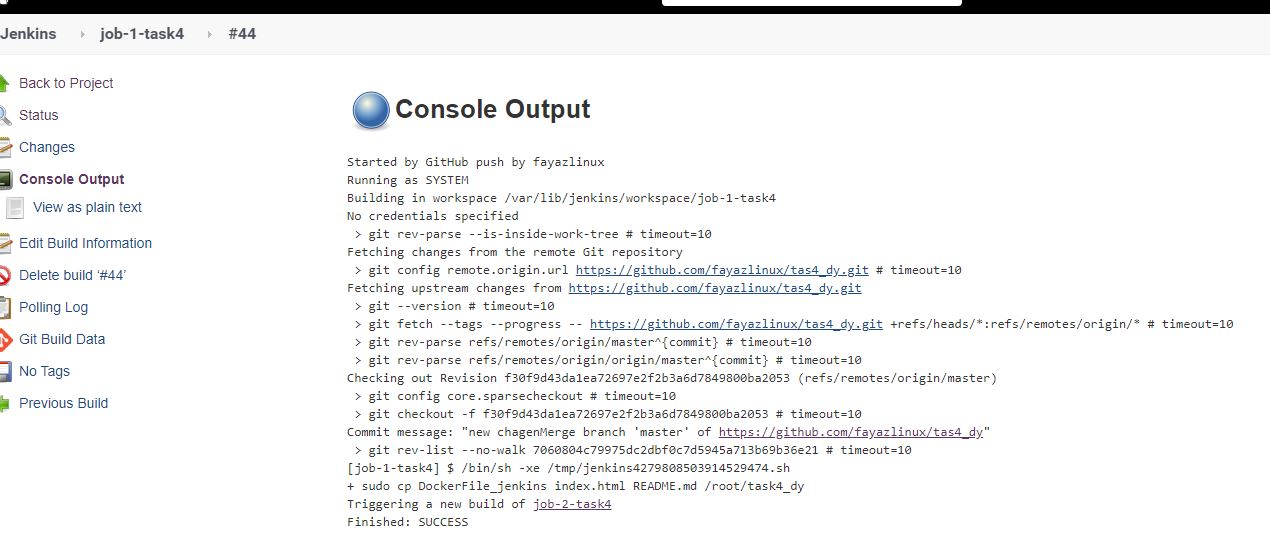 Jenkins job-1-task4 #44
Back to Project
Status
Changes
Console Output
View as plain text
Edit Build Information
Delete build ‘#44’
Polling Log
Git Build Data
No Tags
Previous Build
Console Output
Started by GitHub push by fayazlinux
Running as SYSTEM
Building in workspace /var/lib/jenkins/workspace/job-1-task4
No credentials specified
> git rev-parse --is-inside-work-tree # timeout=10
Fetching changes from the remote Git repository
> git config remote.origin.url https://github.com/fayazlinux/tas4_dy.git # timeout=10
Fetching upstream changes from https://github.com/fayazlinux/tas4_dy.git
> git --version # timeout=10
> git fetch --tags --progress -- https://github.com/fayazlinux/tas4_dy.git +refs/heads/*:refs/remotes/origin/* # timeout=10
> git rev-parse refs/remotes/origin/master^{commit} # timeout=10
> git rev-parse refs/remotes/origin/origin/master^{commit} # timeout=10
Checking out Revision f30f9d43da1ea72697e2f2b3a6d7849800ba2053 (refs/remotes/origin/master)
> git config core.sparsecheckout # timeout=10
> git checkout -f f30f9d43da1ea72697e2f2b3a6d7849800ba2053 # timeout=10
Commit message: "new chagenMerge branch 'master' of https://github.com/fayazlinux/tas4_dy"
> git rev-list --no-walk 7060804c79975dc2dbf0c7d5945a713b69b36e21 # timeout=10
[job-1-task4] $ /bin/sh -xe /tmp/jenkins4279808503914529474.sh
+ sudo cp DockerFile_jenkins index.html README.md /root/task4_dy
Triggering a new build of job-2-task4
Finished: SUCCESS